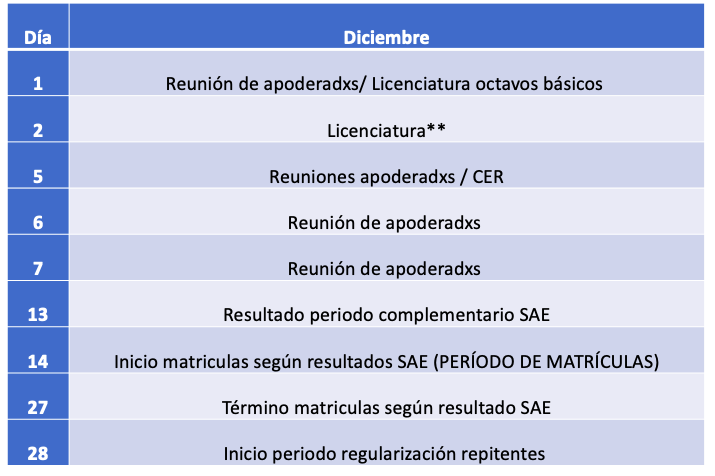 Día Diciembre
1 Reunión de apoderadxs/ Licenciatura octavos básicos
2 Licenciatura**
5 Reuniones apoderadxs / CER
6 Reunión de apoderadxs
7 Reunión de apoderadxs
13 Resultado periodo complementario SAE
14 Inicio matriculas según resultados SAE (PERÍODO DE MATRÍCULAS)
27 Término matriculas según resultado SAE
28 Inicio periodo regularización repitentes